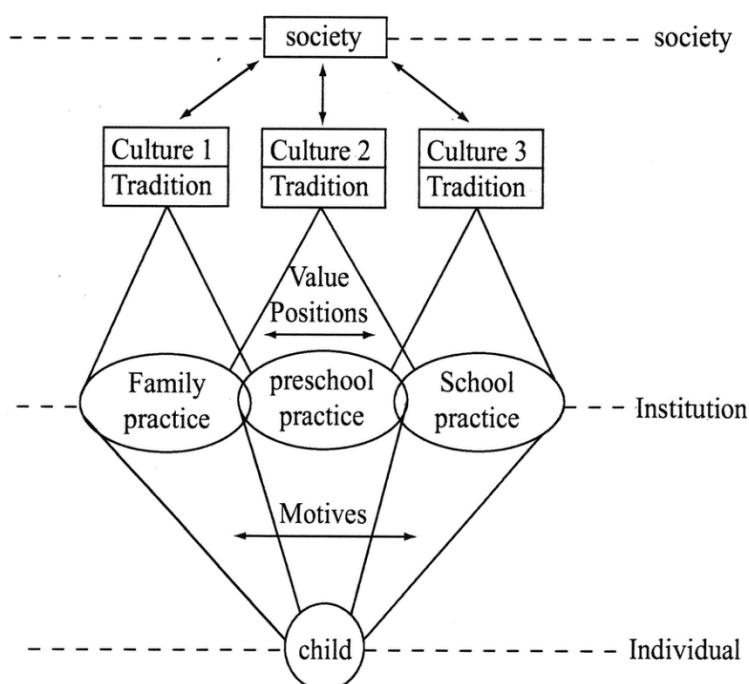 society
society
Culture 1
Culture 2
Culture 3
Tradition
Tradition
Tradition
Value
Positions
Family
practice
preschool
practice
School
practice
Institution
Motives
child
Individual